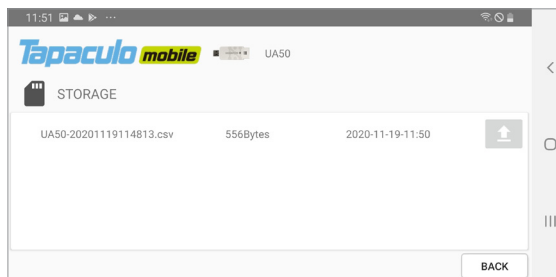 11:51
Tapaculo mobile UA50
STORAGE
UA50-20201119114813.csv 556Bytes 2020-11-19-11:50
BACK